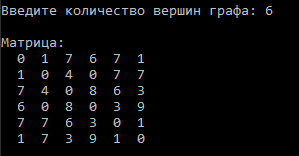 Введите количество вершин графа: 6
Матрица:
0 1 7 6 7 1
1 0 4 0 7 7
7 4 0 8 6 3
6 0 8 0 3 9
7 7 6 3 0 1
1 7 3 9 1 0